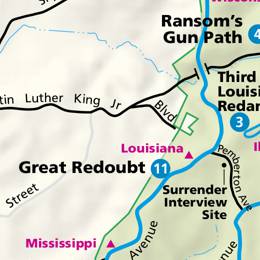 Ransom's
Gun Path
4
Third
Louisi
Redan
3
tin Luther King Jr
Blvd
Louisiana
Great Redoubt 11
Pemberton Ave
Surrender
Interview
Site
Street
Mississippi
Avenue